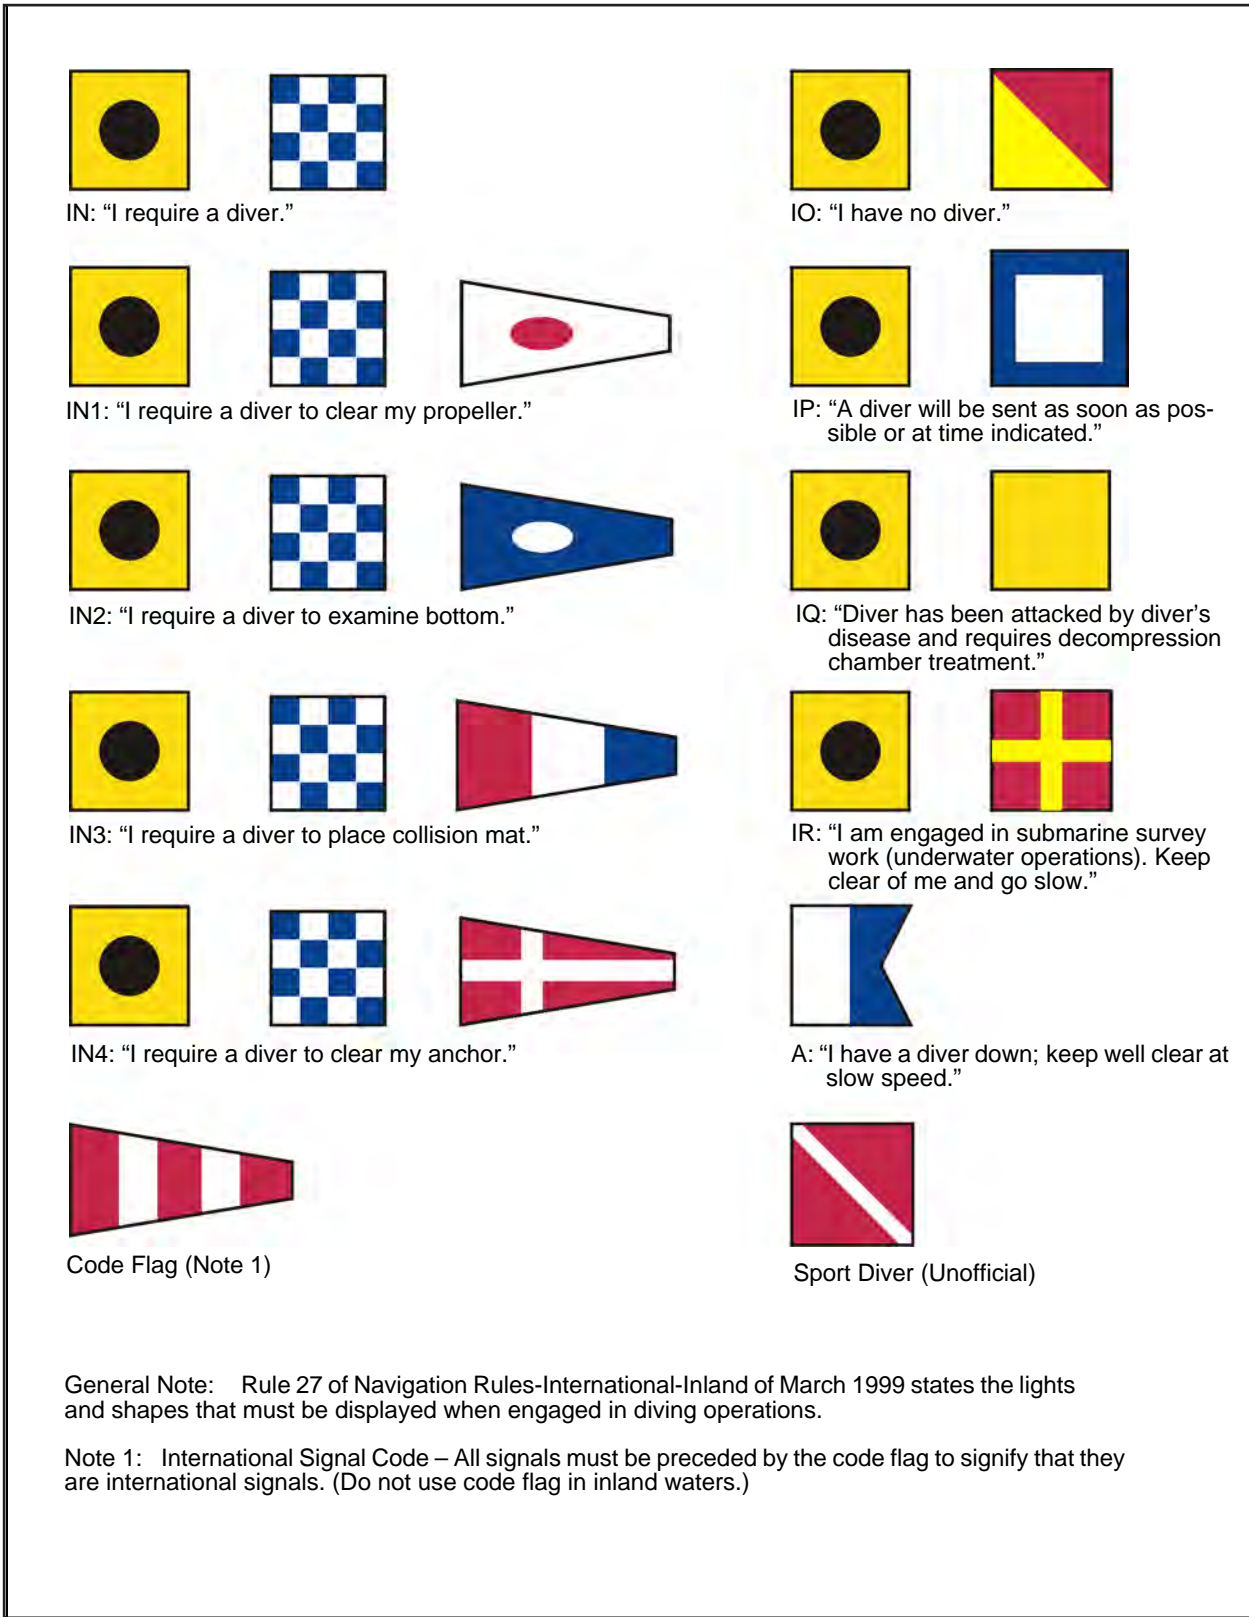 IN: “I require a diver.”
IO: “I have no diver.”
IN1: “I require a diver to clear my propeller.”
IP: “A diver will be sent as soon as pos-
sible or at time indicated.”
IN2: “I require a diver to examine bottom.”
IQ: “Diver has been attacked by diver’s
disease and requires decompression
chamber treatment.”
IN3: “I require a diver to place collision mat.”
IR: “I am engaged in submarine survey
work (underwater operations). Keep
clear of me and go slow.”
IN4: “I require a diver to clear my anchor.”
A: “I have a diver down; keep well clear at
slow speed.”
Code Flag (Note 1)
Sport Diver (Unofficial)
General Note: Rule 27 of Navigation Rules-International-Inland of March 1999 states the lights
and shapes that must be displayed when engaged in diving operations.
Note 1: International Signal Code – All signals must be preceded by the code flag to signify that they
are international signals. (Do not use code flag in inland waters.)